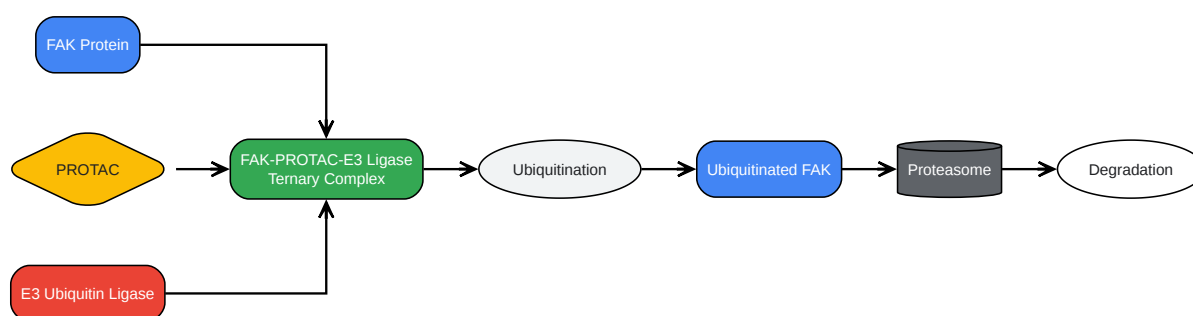 FAK Protein
PROTAC
E3 Ubiquitin Ligase
FAK-PROTAC-E3 Ligase
Ternary Complex
Ubiquitination
Ubiquitinated FAK
Proteasome
Degradation